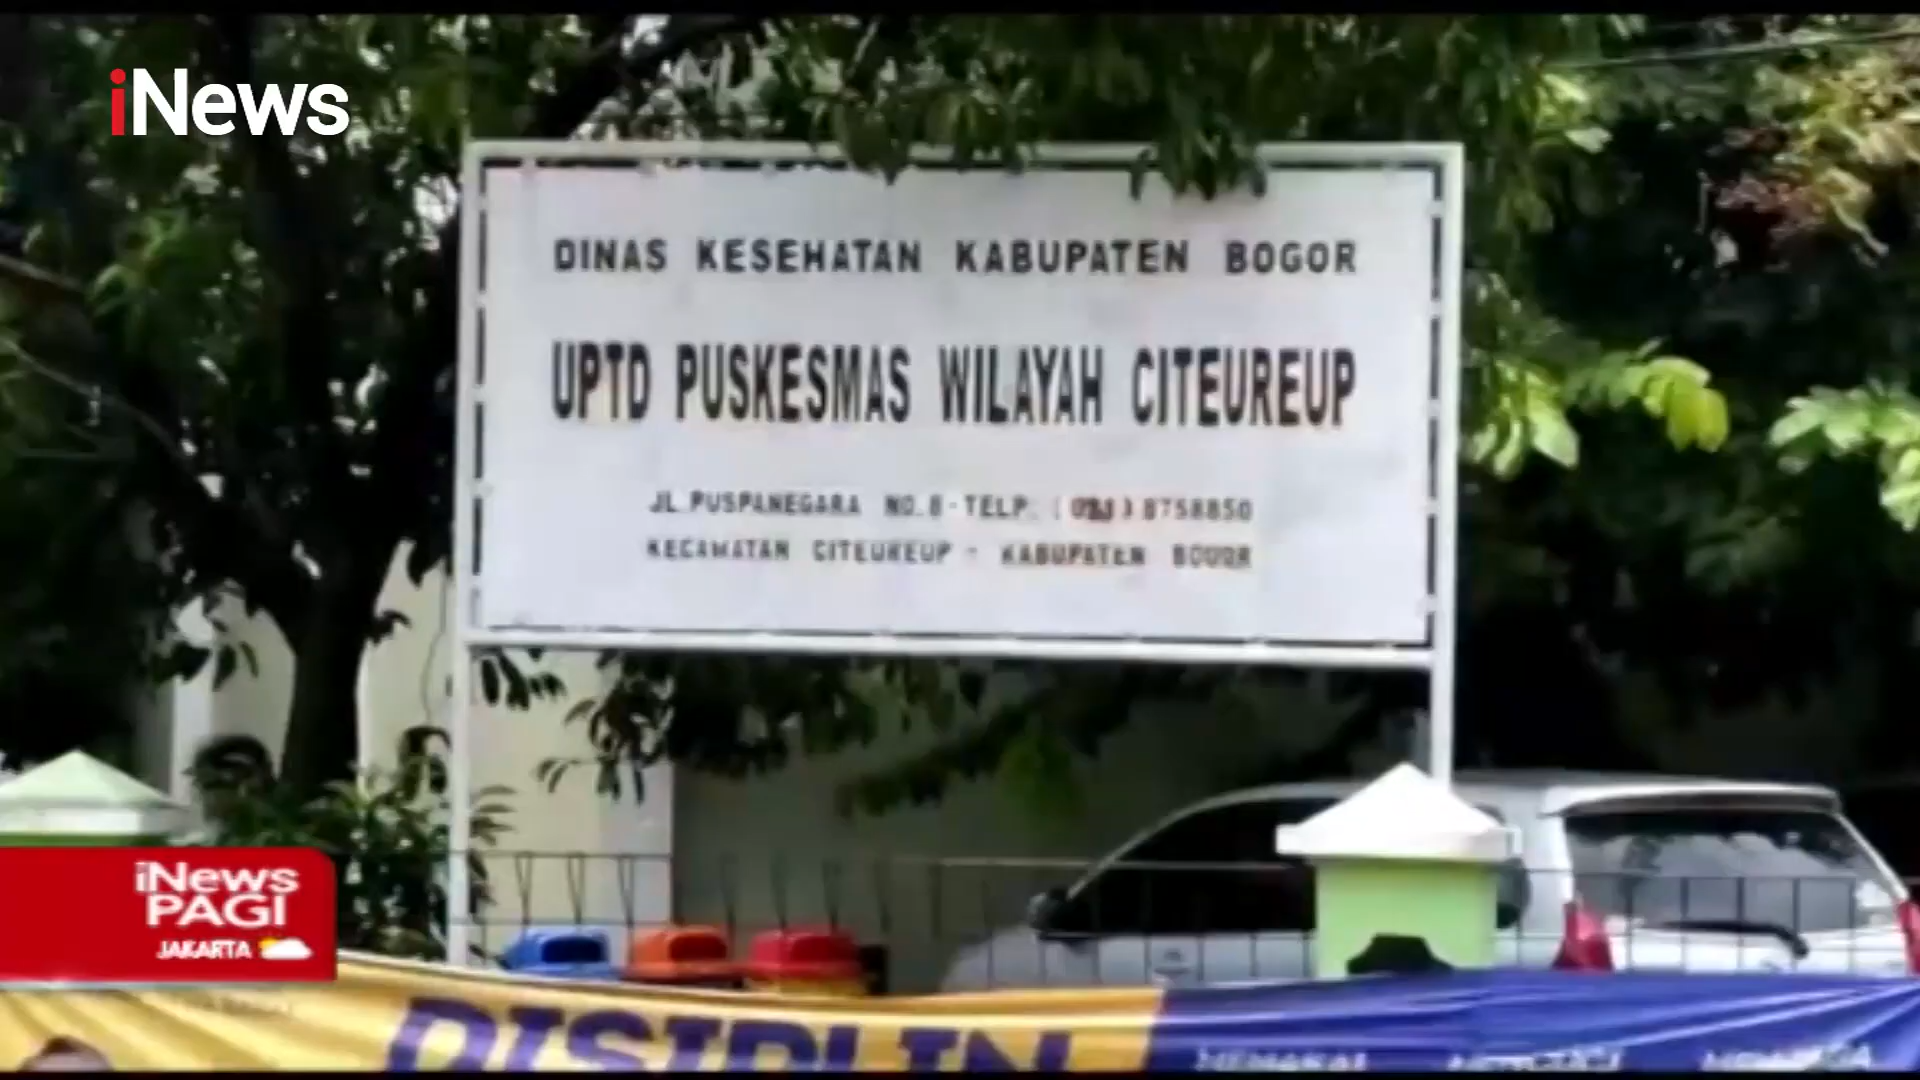 iNews
DINAS KESEHATAN KABUPATEN BOGOR
UPTD PUSKESMAS WILAYAH CITEUREUP
JL.PUSPANEGARA NO.8-TELP. (021) 8758850
KECAMATAN CITEUREUP - KABUPATEN BOGOR
iNews
PAGI
JAKARTA
DISIPLIN